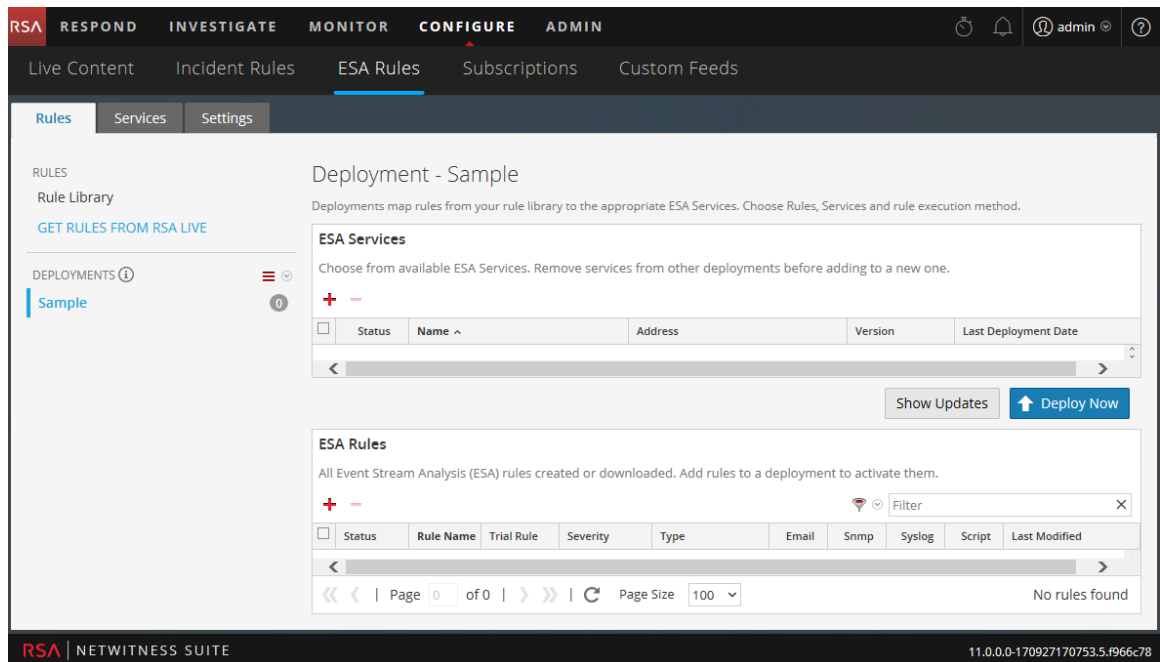 RSA RESPOND INVESTIGATE MONITOR CONFIGURE ADMIN admin ?
Live Content Incident Rules ESA Rules Subscriptions Custom Feeds
Rules Services Settings
RULES
Rule Library
GET RULES FROM RSA LIVE
DEPLOYMENTS
Sample 0
Deployment - Sample
Deployments map rules from your rule library to the appropriate ESA Services. Choose Rules, Services and rule execution method.
ESA Services
Choose from available ESA Services. Remove services from other deployments before adding to a new one.
Status Name Address Version Last Deployment Date
Show Updates Deploy Now
ESA Rules
All Event Stream Analysis (ESA) rules created or downloaded. Add rules to a deployment to activate them.
Filter
Status Rule Name Trial Rule Severity Type Email Snmp Syslog Script Last Modified
Page 0 of 0 Page Size 100 No rules found
RSA NETWITNESS SUITE 11.0.0.0-170927170753.5.f966c78